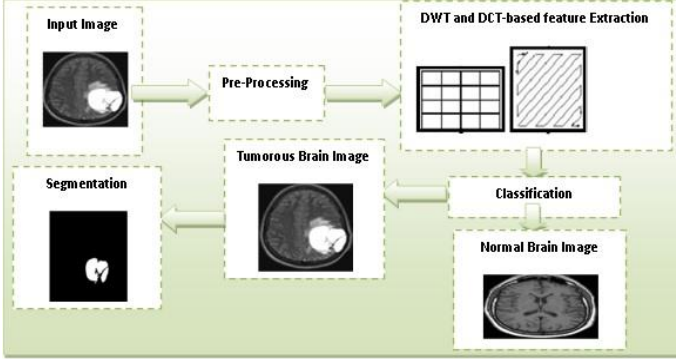 Input Image
Pre-Processing
DWT and DCT-based feature Extraction
Classification
Tumorous Brain Image
Segmentation
Normal Brain Image